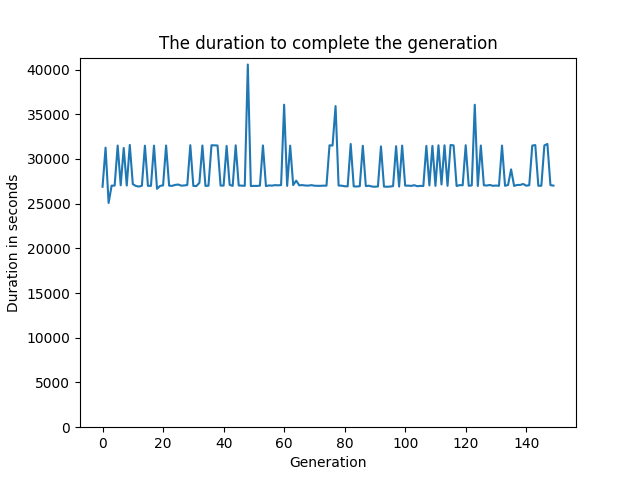 The duration to complete the generation
40000
35000
30000
25000
20000
15000
10000
5000
0
Duration in seconds
0 20 40 60 80 100 120 140
Generation